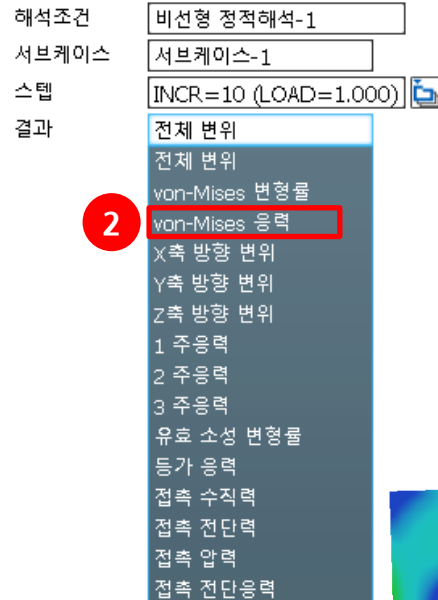 해석조건 비선형 정적해석-1
서브케이스 서브케이스-1
스텝 INCR=10 (LOAD=1.000)
결과 전체 변위
전체 변위
von-Mises 변형률
2 von-Mises 응력
X축 방향 변위
Y축 방향 변위
Z축 방향 변위
1 주응력
2 주응력
3 주응력
유효 소성 변형률
등가 응력
접촉 수직력
접촉 전단력
접촉 압력
접촉 전단응력